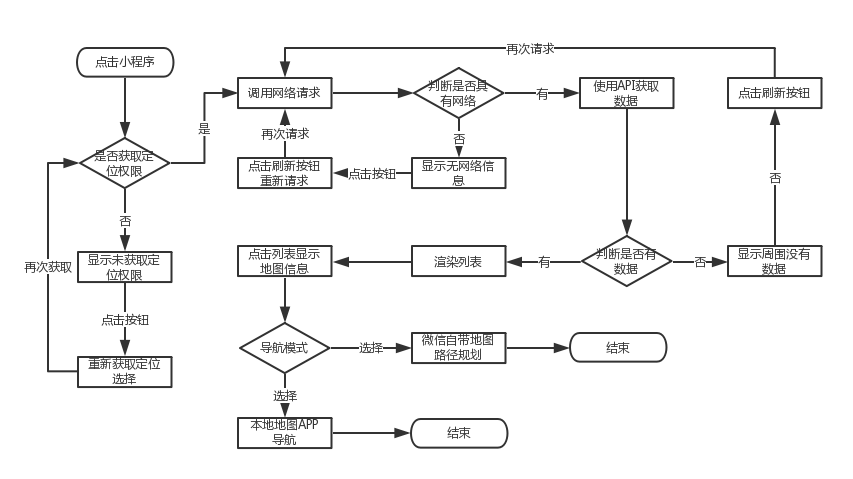 再次请求
点击小程序
调用网络请求
判断是否具
有网络
有
使用API获取
数据
点击刷新按钮
是
再次请求
否
是否获取定
位权限
点击刷新按钮
重新请求
点击按钮
显示无网络信
息
否
否
再次获取
显示未获取定
位权限
点击列表显示
地图信息
渲染列表
有
判断是否有
数据
否
显示周围没有
数据
点击按钮
导航模式
选择
微信自带地图
路径规划
结束
重新获取定位
选择
选择
本地地图APP
导航
结束